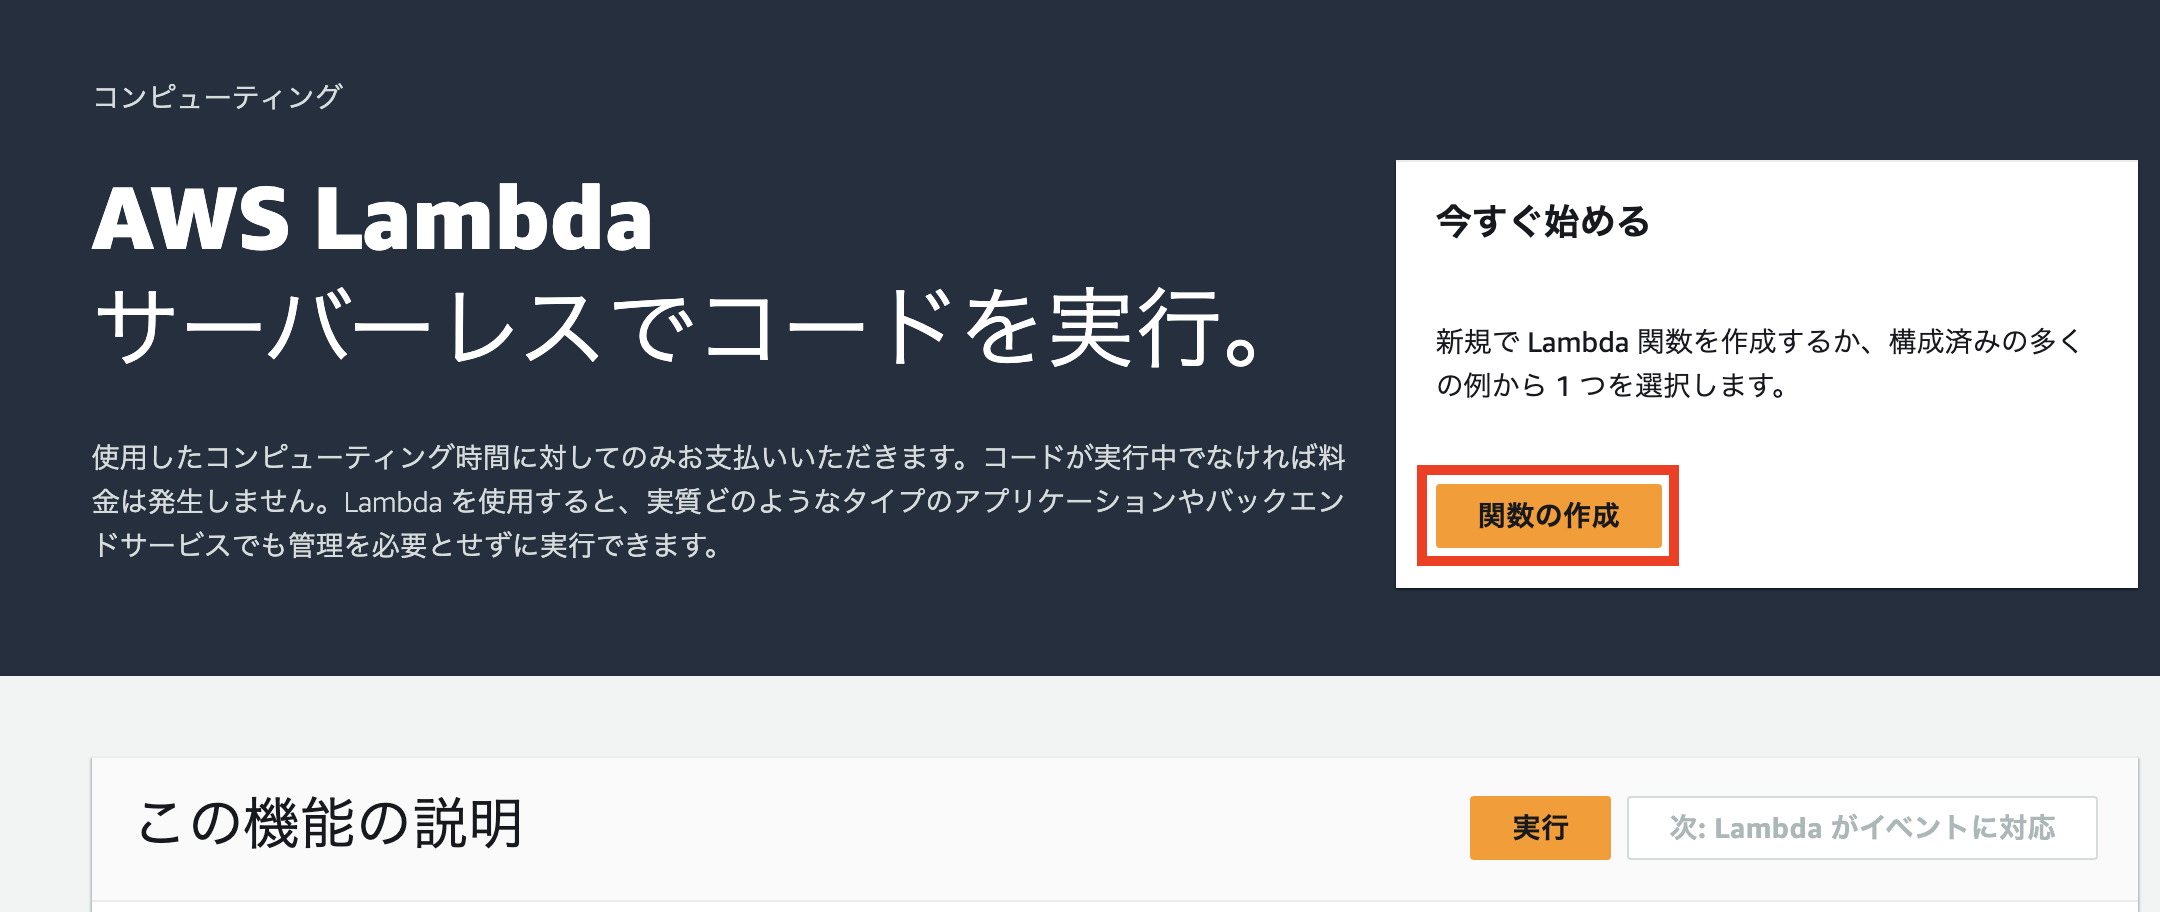 コンピューティング
AWS Lambda
サーバーレスでコードを実行。
使用したコンピューティング時間に対してのみお支払いいただきます。コードが実行中でなければ料
金は発生しません。Lambda を使用すると、実質どのようなタイプのアプリケーションやバックエン
ドサービスでも管理を必要とせずに実行できます。
今すぐ始める
新規で Lambda 関数を作成するか、構成済みの多く
の例から 1 つを選択します。
関数の作成
この機能の説明
実行
次: Lambda がイベントに対応